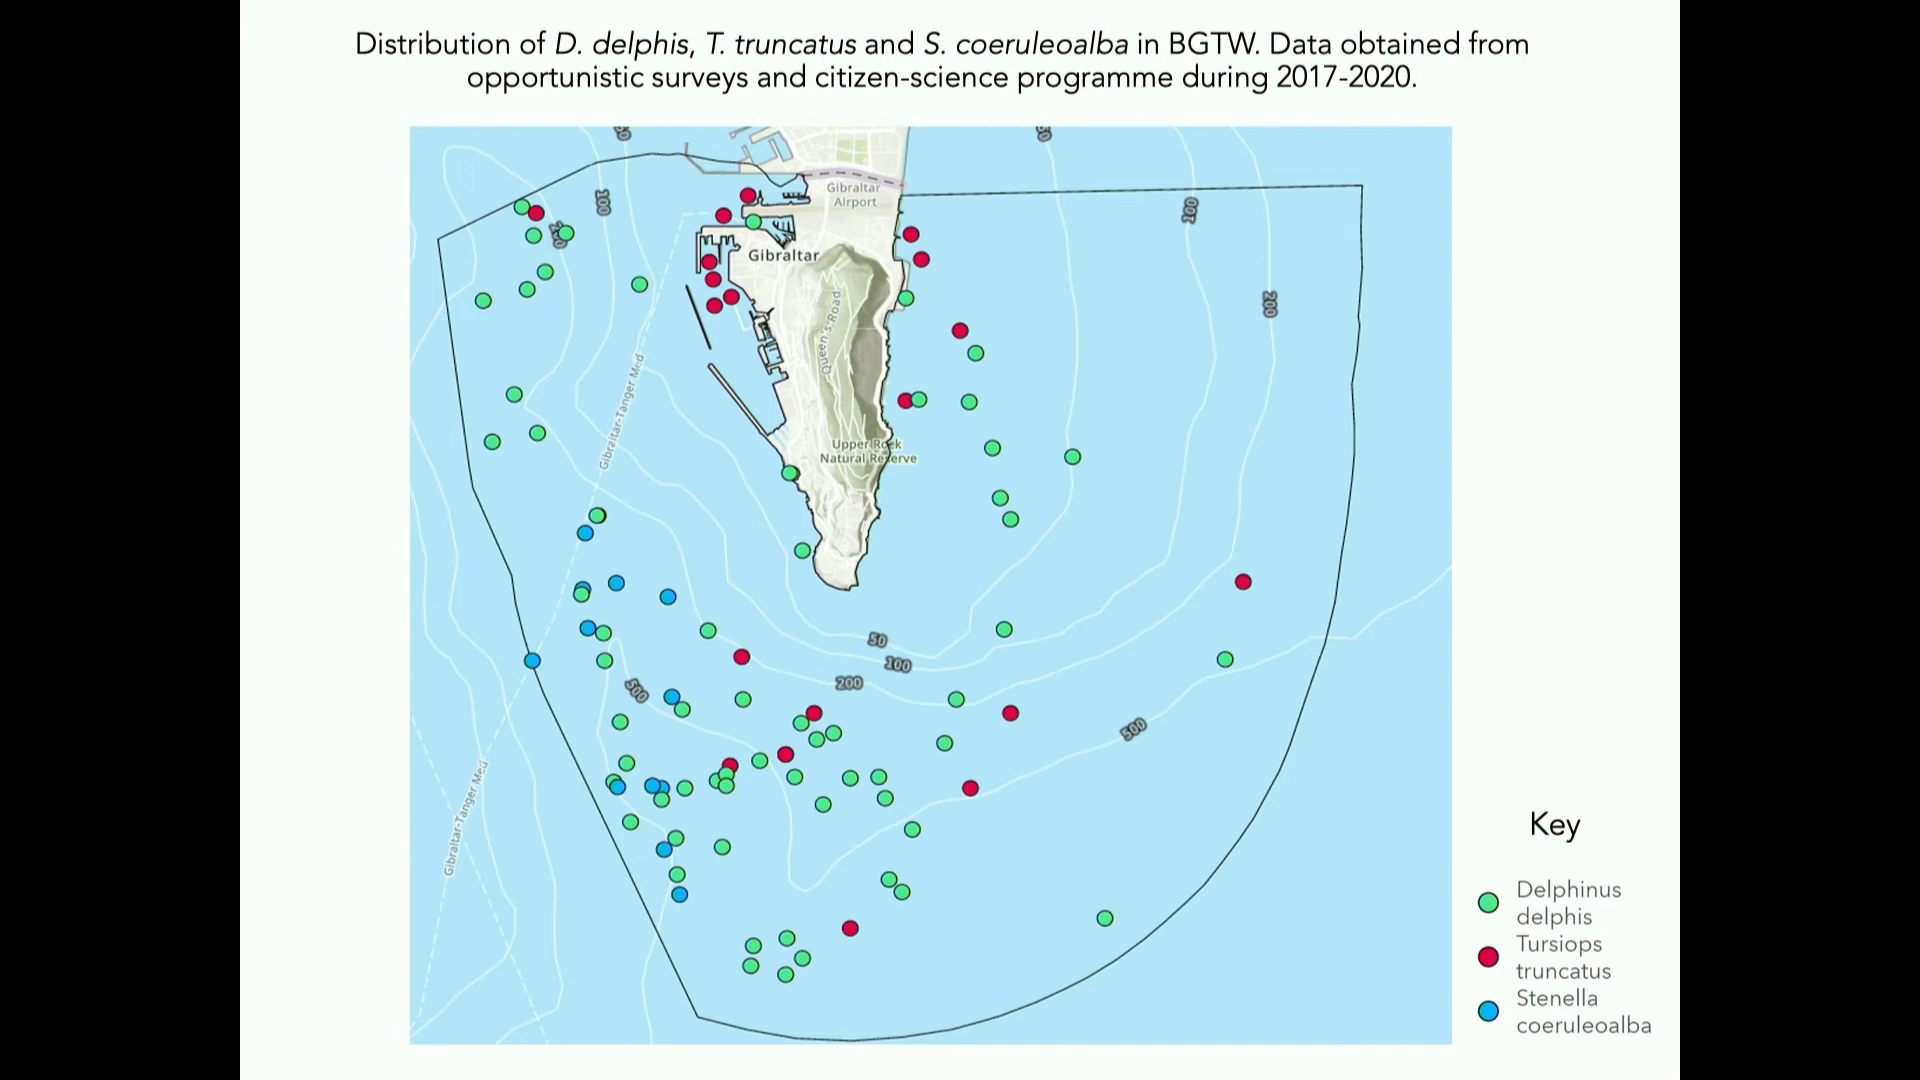 Distribution of D. delphis, T. truncatus and S. coeruleoalba in BGTW. Data obtained from
opportunistic surveys and citizen-science programme during 2017-2020.
100
100
200
Gibraltar
Airport
Gibraltar
Queen's Road
Gibraltar-Tanger Med
Upper Rock
Natural Reserve
50
100
200
500
500
Gibraltar-Tanger Med
Key
Delphinus
delphis
Tursiops
truncatus
Stenella
coeruleoalba